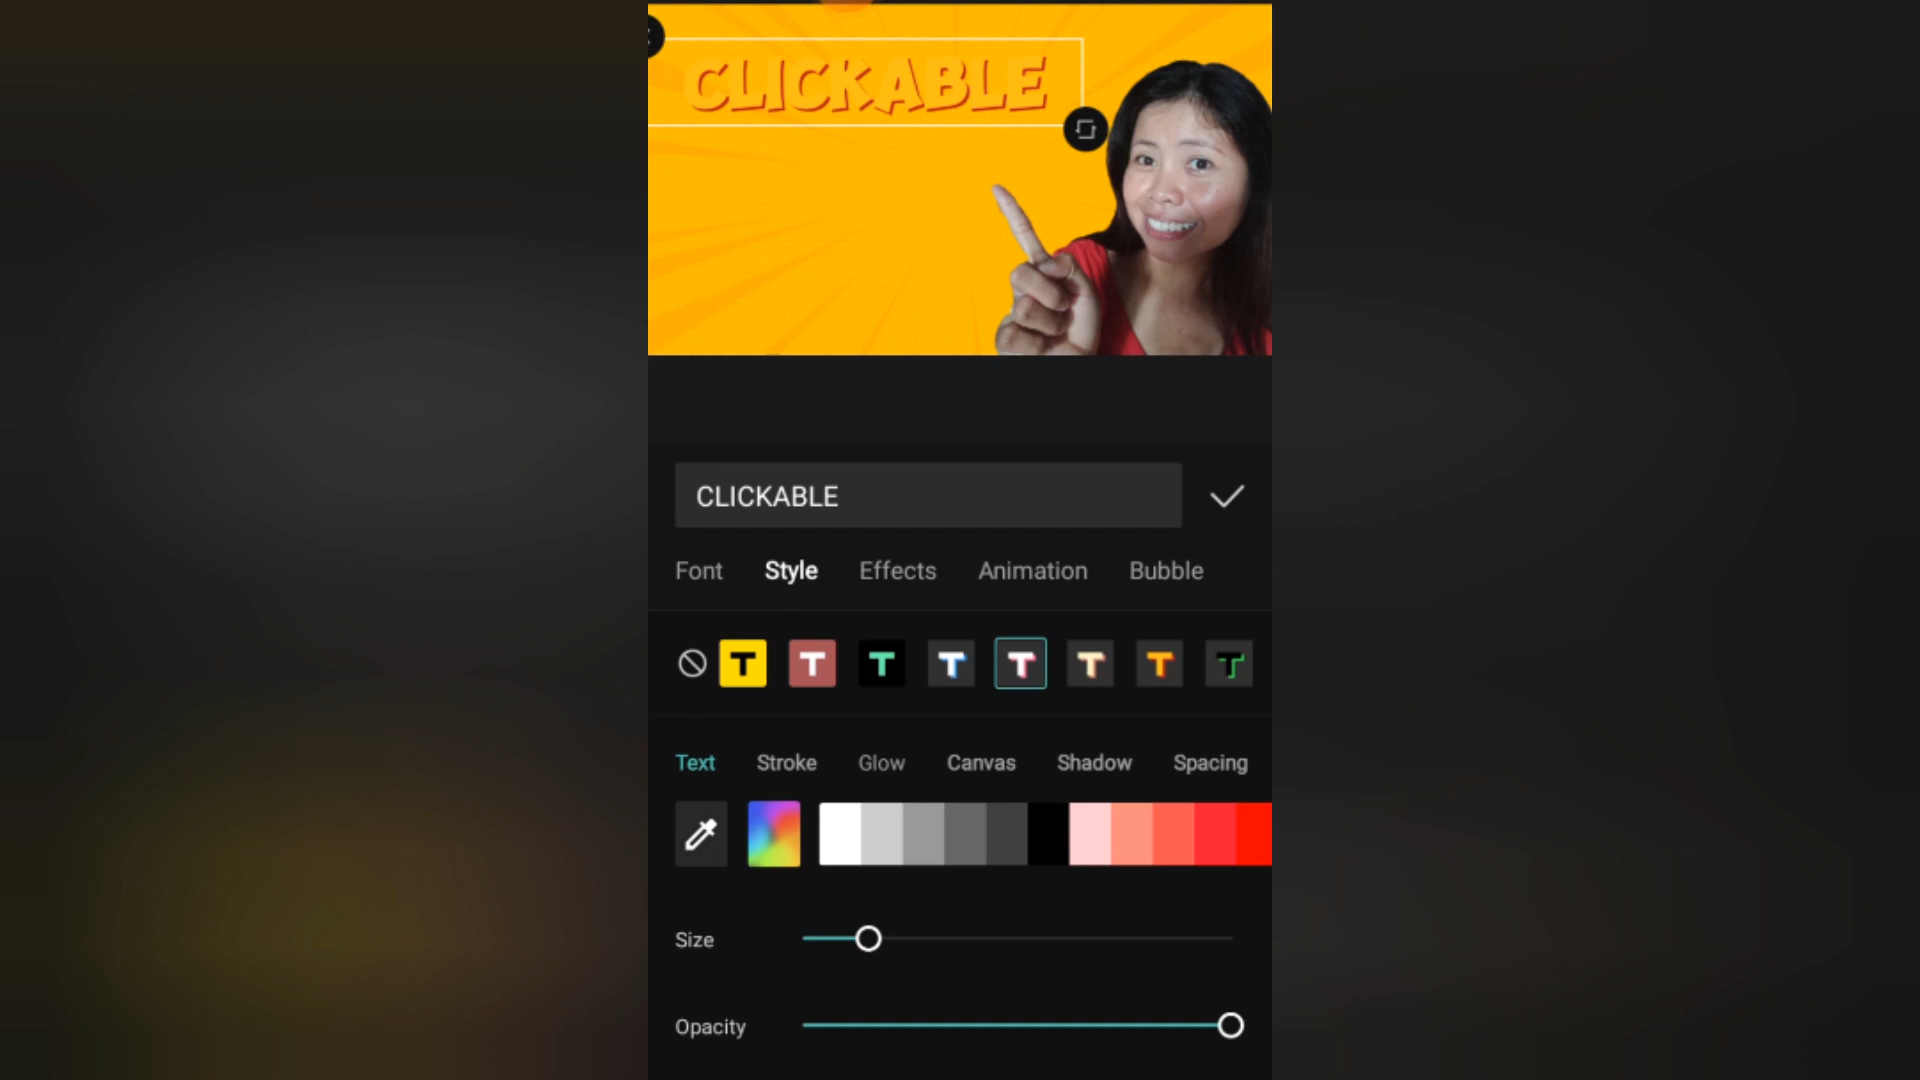 CLICKABLE
CLICKABLE
Font Style Effects Animation Bubble
T T T T T T T T
Text Stroke Glow Canvas Shadow Spacing
Size
Opacity